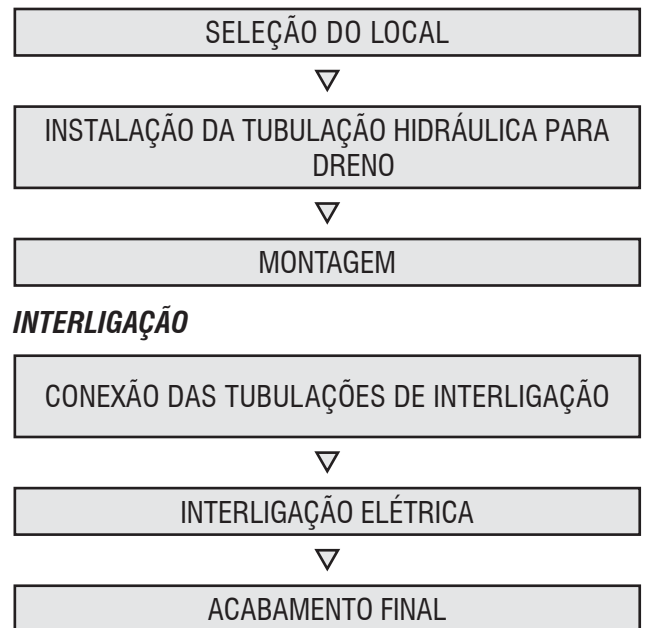 SELEÇÃO DO LOCAL
INSTALAÇÃO DA TUBULAÇÃO HIDRÁULICA PARA
DRENO
MONTAGEM
INTERLIGAÇÃO
CONEXÃO DAS TUBULAÇÕES DE INTERLIGAÇÃO
INTERLIGAÇÃO ELÉTRICA
ACABAMENTO FINAL